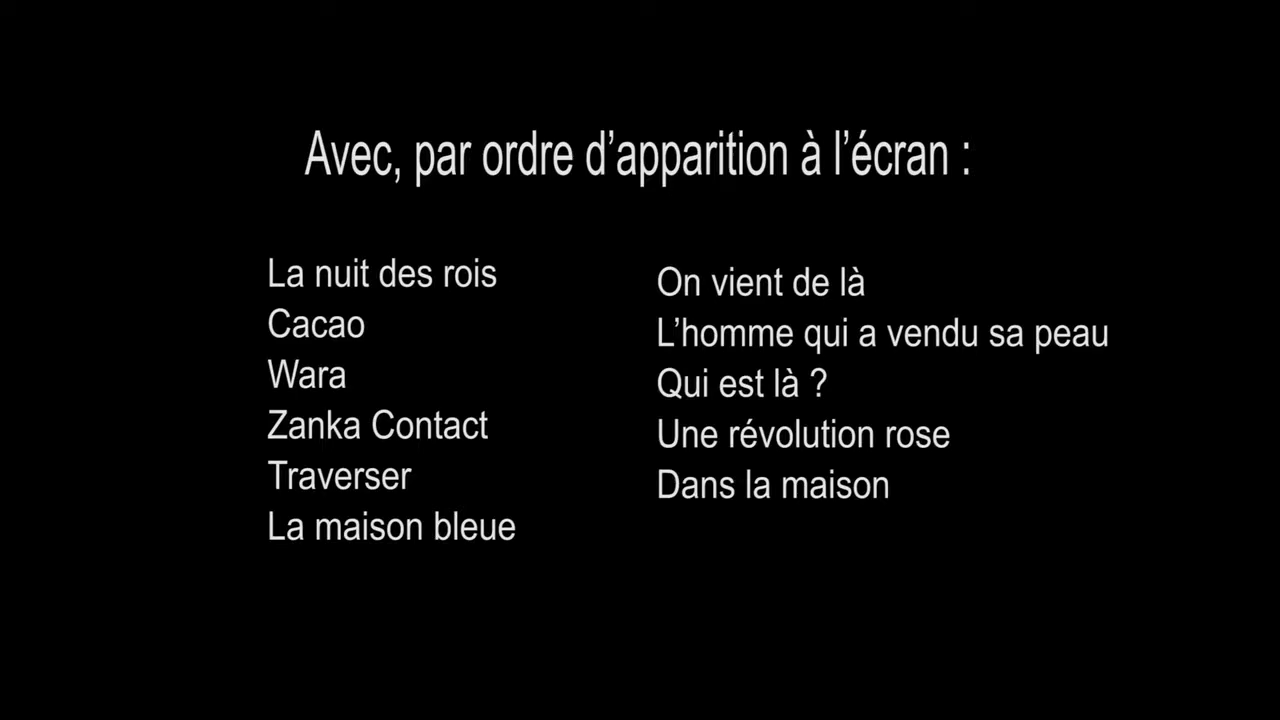 Avec, par ordre d’apparition à l’écran :
La nuit des rois
Cacao
Wara
Zanka Contact
Traverser
La maison bleue
On vient de là
L’homme qui a vendu sa peau
Qui est là ?
Une révolution rose
Dans la maison